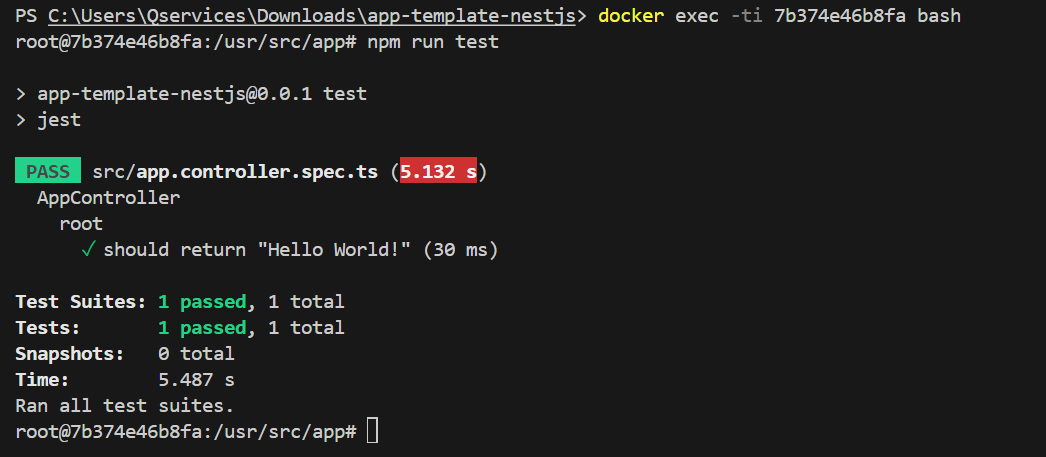 PS C:\Users\Qservices\Downloads\app-template-nestjs> docker exec -ti 7b374e46b8fa bash
root@7b374e46b8fa:/usr/src/app# npm run test
> app-template-nestjs@0.0.1 test
> jest
PASS src/app.controller.spec.ts (5.132 s)
AppController
root
✓ should return "Hello World!" (30 ms)
Test Suites: 1 passed, 1 total
Tests: 1 passed, 1 total
Snapshots: 0 total
Time: 5.487 s
Ran all test suites.
root@7b374e46b8fa:/usr/src/app#